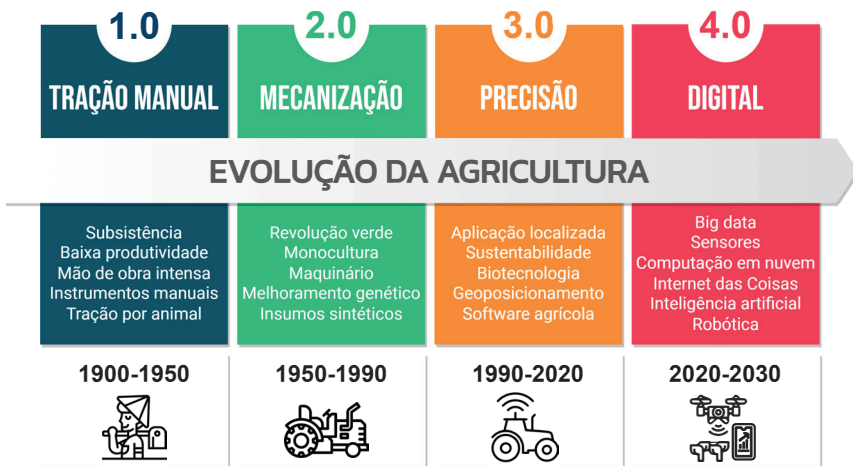 1.0
2.0
3.0
4.0
TRAÇÃO MANUAL
MECANIZAÇÃO
PRECISÃO
DIGITAL
EVOLUÇÃO DA AGRICULTURA
Subsistência
Baixa produtividade
Mão de obra intensa
Instrumentos manuais
Tração por animal
Revolução verde
Monocultura
Maquinário
Melhoramento genético
Insumos sintéticos
Aplicação localizada
Sustentabilidade
Biotecnologia
Geoposicionamento
Software agrícola
Big data
Sensores
Computação em nuvem
Internet das Coisas
Inteligência artificial
Robótica
1900-1950
1950-1990
1990-2020
2020-2030